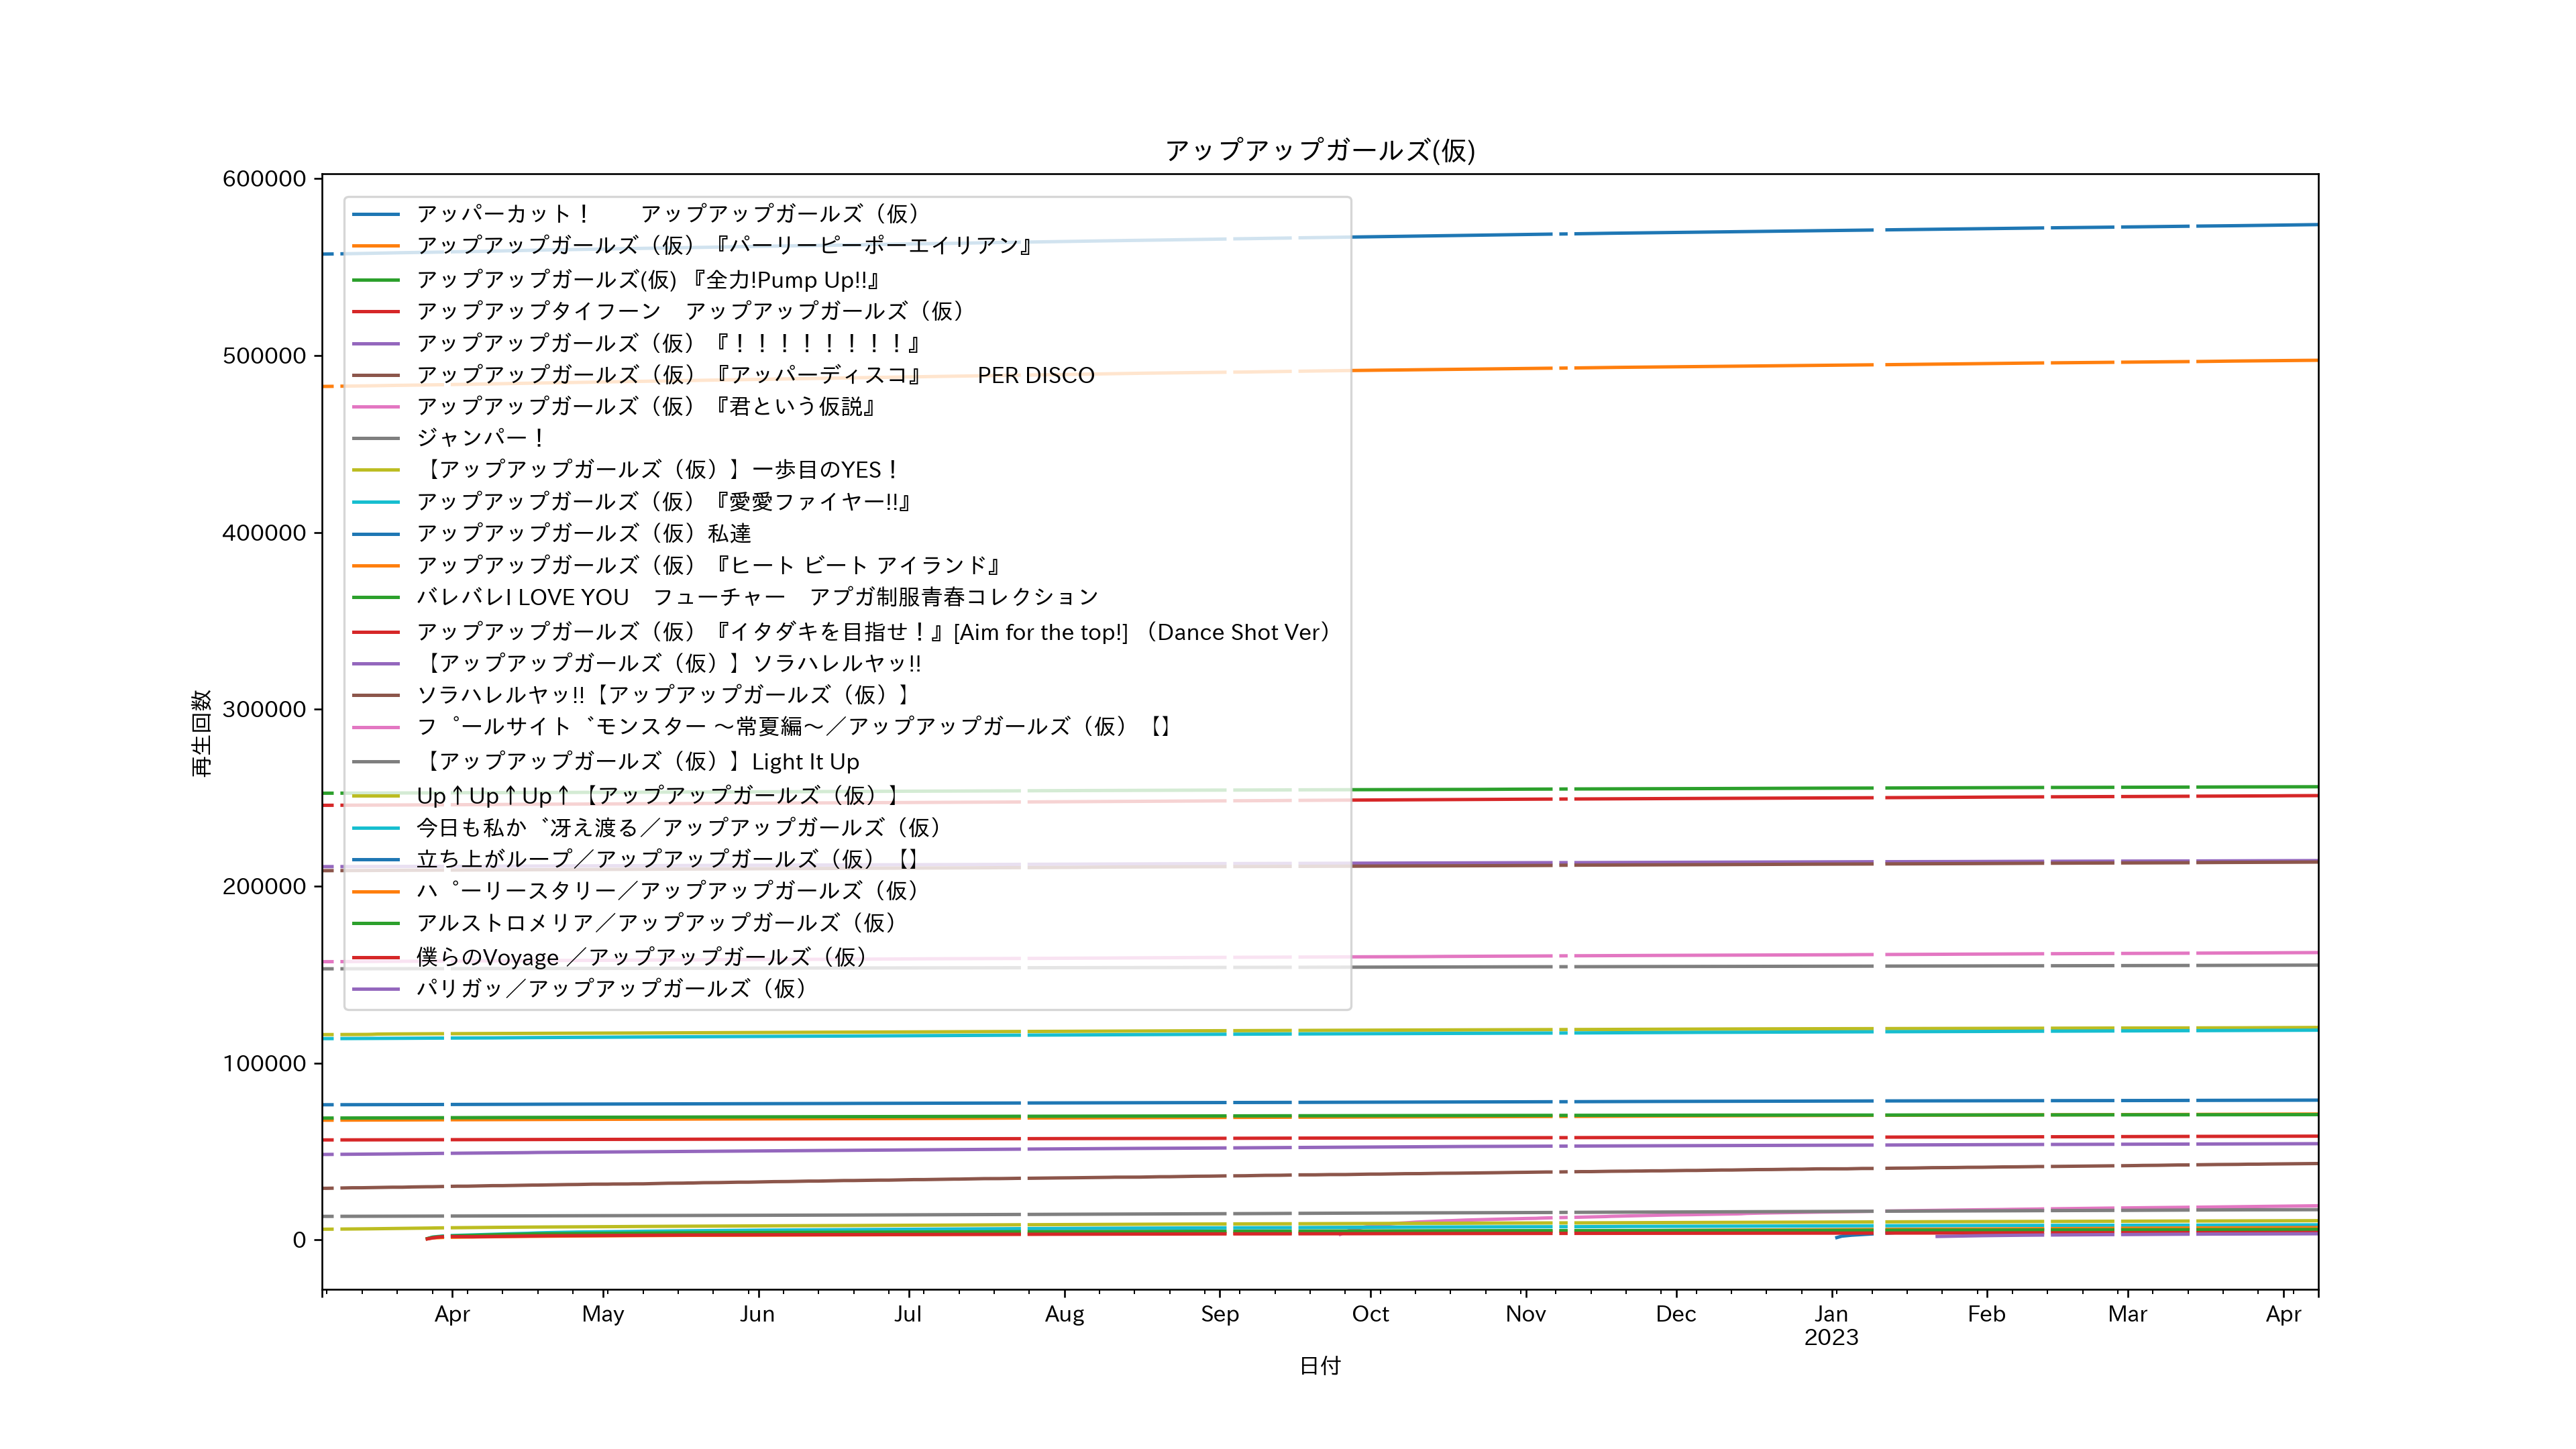 アップアップガールズ(仮)
600000
500000
400000
300000
200000
100000
0
再生回数
アッパーカット！　　アップアップガールズ（仮）
アップアップガールズ（仮）『パーリーピーポーエイリアン』
アップアップガールズ(仮) 『全力!Pump Up!!』
アップアップタイフーン　アップアップガールズ（仮）
アップアップガールズ（仮）『！！！！！！！！』
アップアップガールズ（仮）『アッパーディスコ』　　PER DISCO
アップアップガールズ（仮）『君という仮説』
ジャンパー！
【アップアップガールズ（仮）】一歩目のYES！
アップアップガールズ（仮）『愛愛ファイヤー!!』
アップアップガールズ（仮）私達
アップアップガールズ（仮）『ヒート ビート アイランド』
バレバレI LOVE YOU　フューチャー　アプガ制服青春コレクション
アップアップガールズ（仮）『イタダキを目指せ！』[Aim for the top!] （Dance Shot Ver）
【アップアップガールズ（仮）】ソラハレルヤッ!!
ソラハレルヤッ!!【アップアップガールズ（仮）】
フ゜ールサイト゛モンスター 〜常夏編〜／アップアップガールズ（仮）【】
【アップアップガールズ（仮）】Light It Up
Up↑Up↑Up↑【アップアップガールズ（仮）】
今日も私か゛冴え渡る／アップアップガールズ（仮）
立ち上がループ／アップアップガールズ（仮）【】
ハ゜ーリースタリー／アップアップガールズ（仮）
アルストロメリア／アップアップガールズ（仮）
僕らのVoyage ／アップアップガールズ（仮）
パリガッ／アップアップガールズ（仮）
Apr May Jun Jul Aug Sep Oct Nov Dec Jan Feb Mar Apr
2023
日付